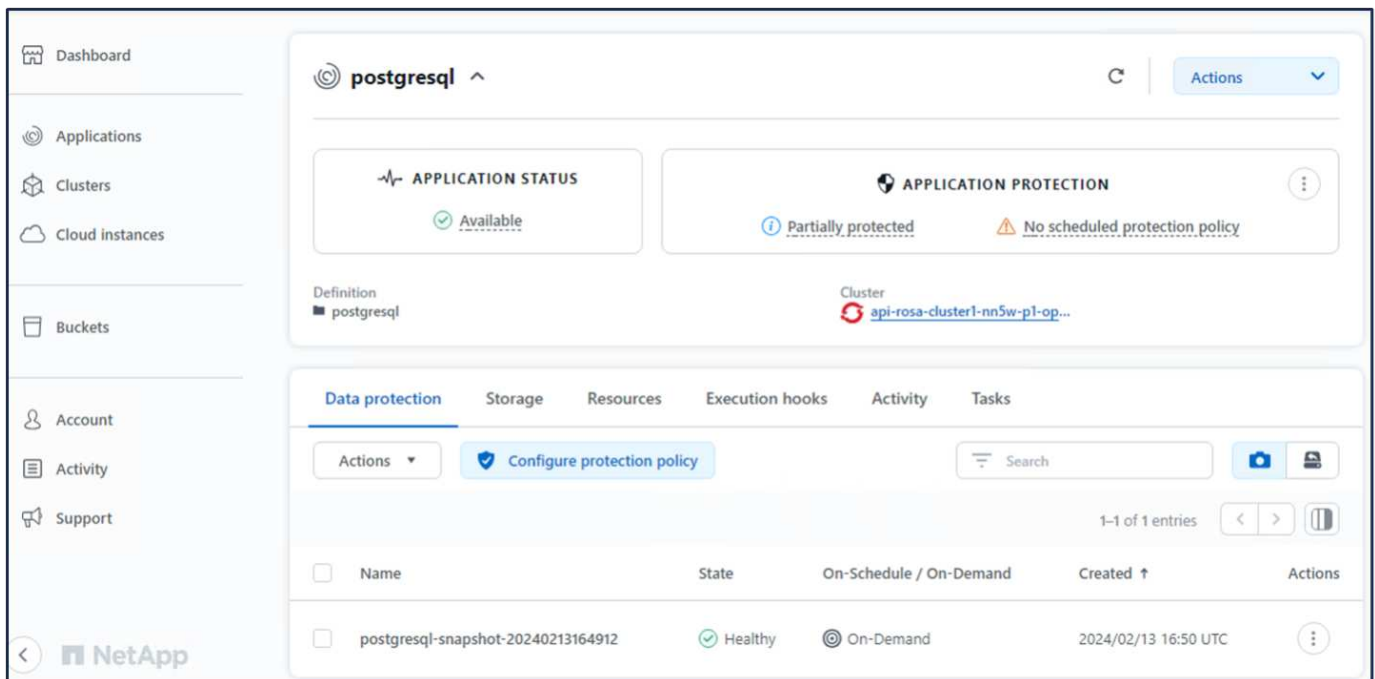 Dashboard
Applications
Clusters
Cloud instances
Buckets
Account
Activity
Support
NetApp
postgresql
Actions
APPLICATION STATUS
Available
APPLICATION PROTECTION
Partially protected
No scheduled protection policy
Definition
postgresql
Cluster
api-rosa-cluster1-nn5w-p1-op...
Data protection Storage Resources Execution hooks Activity Tasks
Actions Configure protection policy Search
1–1 of 1 entries
Name State On-Schedule / On-Demand Created ↑ Actions
postgresql-snapshot-20240213164912 Healthy On-Demand 2024/02/13 16:50 UTC